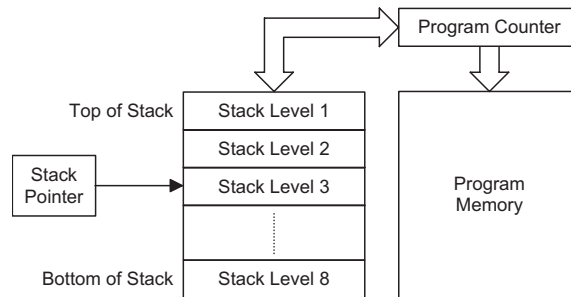 Program Counter
Top of Stack
Stack Level 1
Stack Level 2
Stack
Pointer
Stack Level 3
Program
Memory
Bottom of Stack
Stack Level 8